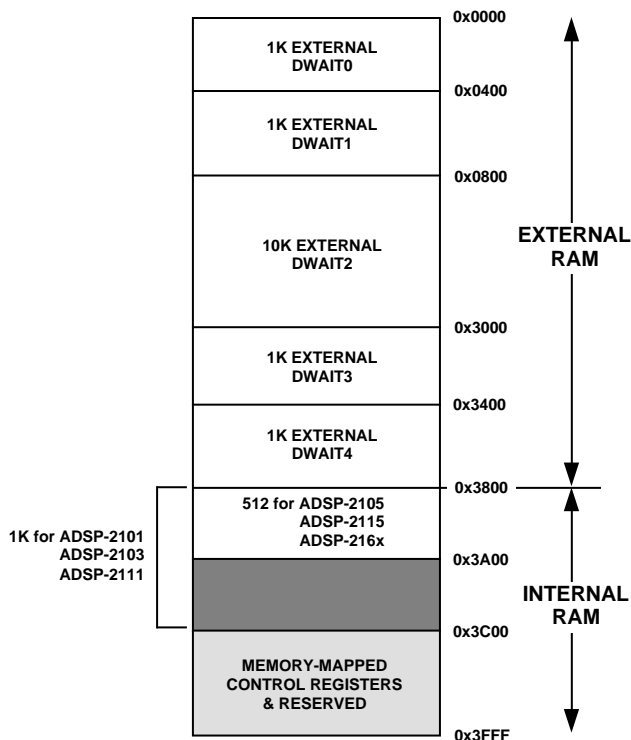 0x0000
1K EXTERNAL
DWAIT0
0x0400
1K EXTERNAL
DWAIT1
0x0800
10K EXTERNAL
DWAIT2
EXTERNAL
RAM
0x3000
1K EXTERNAL
DWAIT3
0x3400
1K EXTERNAL
DWAIT4
0x3800
512 for ADSP-2105
ADSP-2115
ADSP-216x
1K for ADSP-2101
ADSP-2103
ADSP-2111
0x3A00
INTERNAL
RAM
0x3C00
MEMORY-MAPPED
CONTROL REGISTERS
& RESERVED
0x3FFF